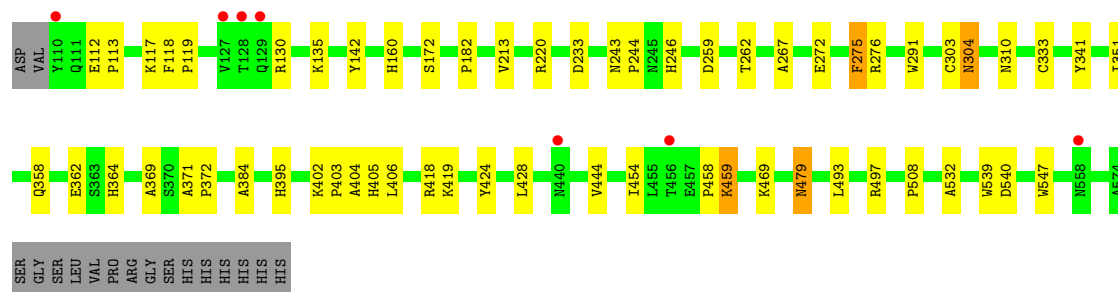 ASP VAL Y110 Q111 E112 P113 K117 F118 P119 V127 T128 Q129 R130 K135 Y142 H160 S172 P182 V213 R220 D233 N243 P244 N245 H246 D259 T262 A267 E272 F275 R276 W291 C303 N304 N310 C333 Y341 I351
Q358 E362 S363 H364 A369 S370 A371 P372 A384 H395 K402 P403 A404 H405 L406 R418 K419 Y424 L428 N440 V444 I454 L455 T456 E457 P458 K459 K469 N479 L493 R497 P508 A532 W539 D540 W547 N558 A574
SER GLY SER LEU VAL PRO ARG GLY SER HIS HIS HIS HIS HIS HIS